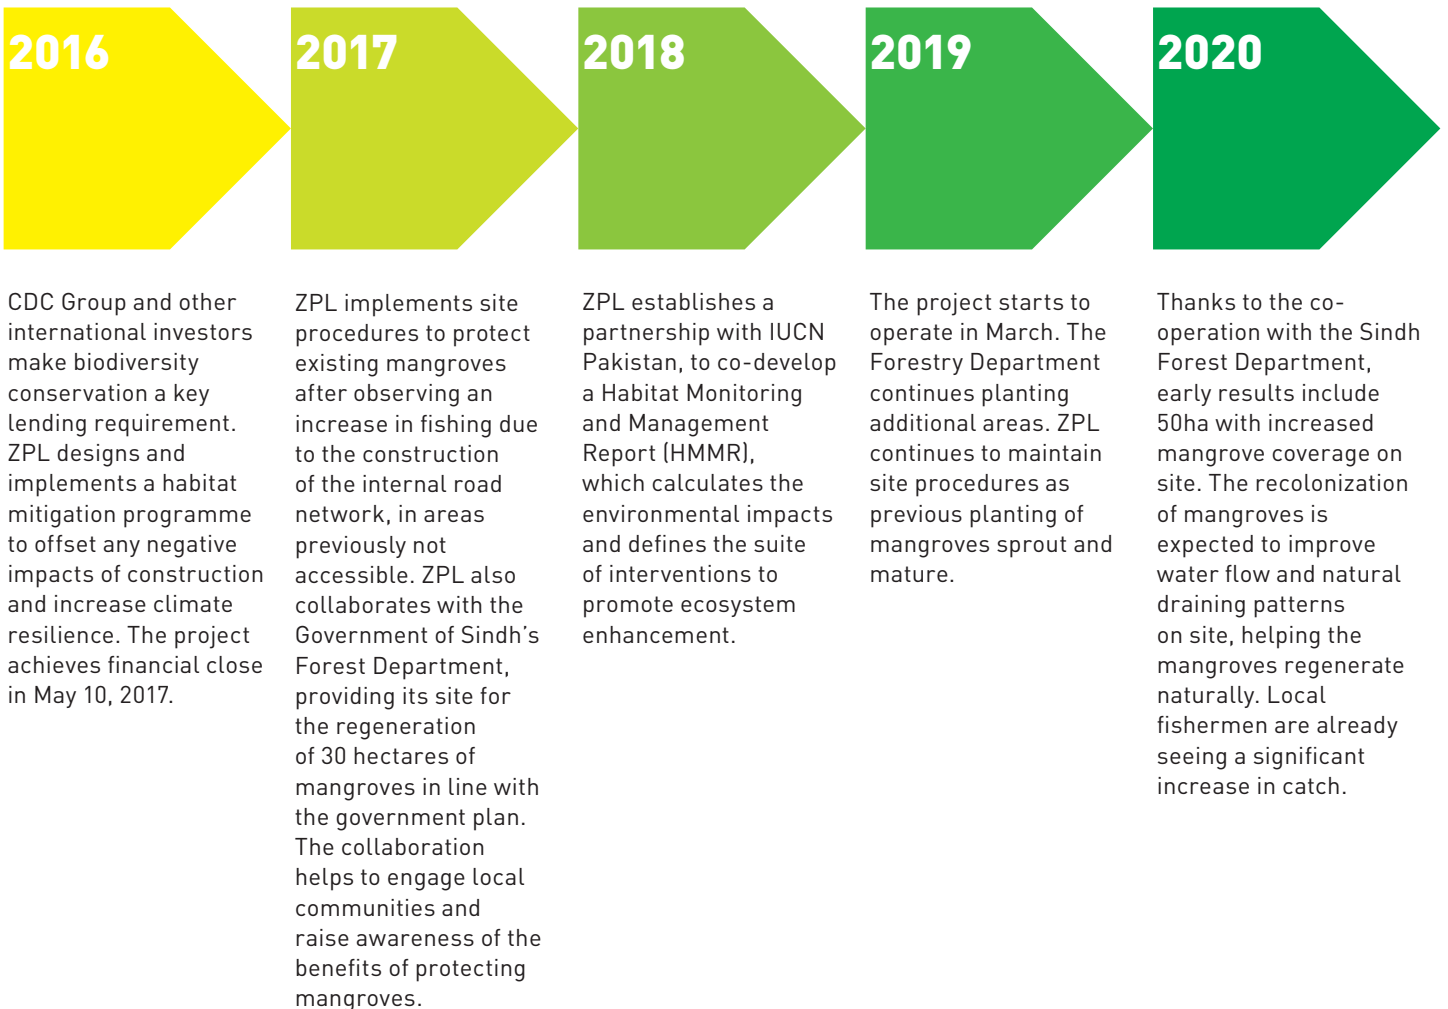 2016
CDC Group and other
international investors
make biodiversity
conservation a key
lending requirement.
ZPL designs and
implements a habitat
mitigation programme
to offset any negative
impacts of construction
and increase climate
resilience. The project
achieves financial close
in May 10, 2017.
2017
ZPL implements site
procedures to protect
existing mangroves
after observing an
increase in fishing due
to the construction
of the internal road
network, in areas
previously not
accessible. ZPL also
collaborates with the
Government of Sindh’s
Forest Department,
providing its site for
the regeneration
of 30 hectares of
mangroves in line with
the government plan.
The collaboration
helps to engage local
communities and
raise awareness of the
benefits of protecting
mangroves.
2018
ZPL establishes a
partnership with IUCN
Pakistan, to co-develop
a Habitat Monitoring
and Management
Report (HMMR),
which calculates the
environmental impacts
and defines the suite
of interventions to
promote ecosystem
enhancement.
2019
The project starts to
operate in March. The
Forestry Department
continues planting
additional areas. ZPL
continues to maintain
site procedures as
previous planting of
mangroves sprout and
mature.
2020
Thanks to the co-
operation with the Sindh
Forest Department,
early results include
50ha with increased
mangrove coverage on
site. The recolonization
of mangroves is
expected to improve
water flow and natural
draining patterns
on site, helping the
mangroves regenerate
naturally. Local
fishermen are already
seeing a significant
increase in catch.